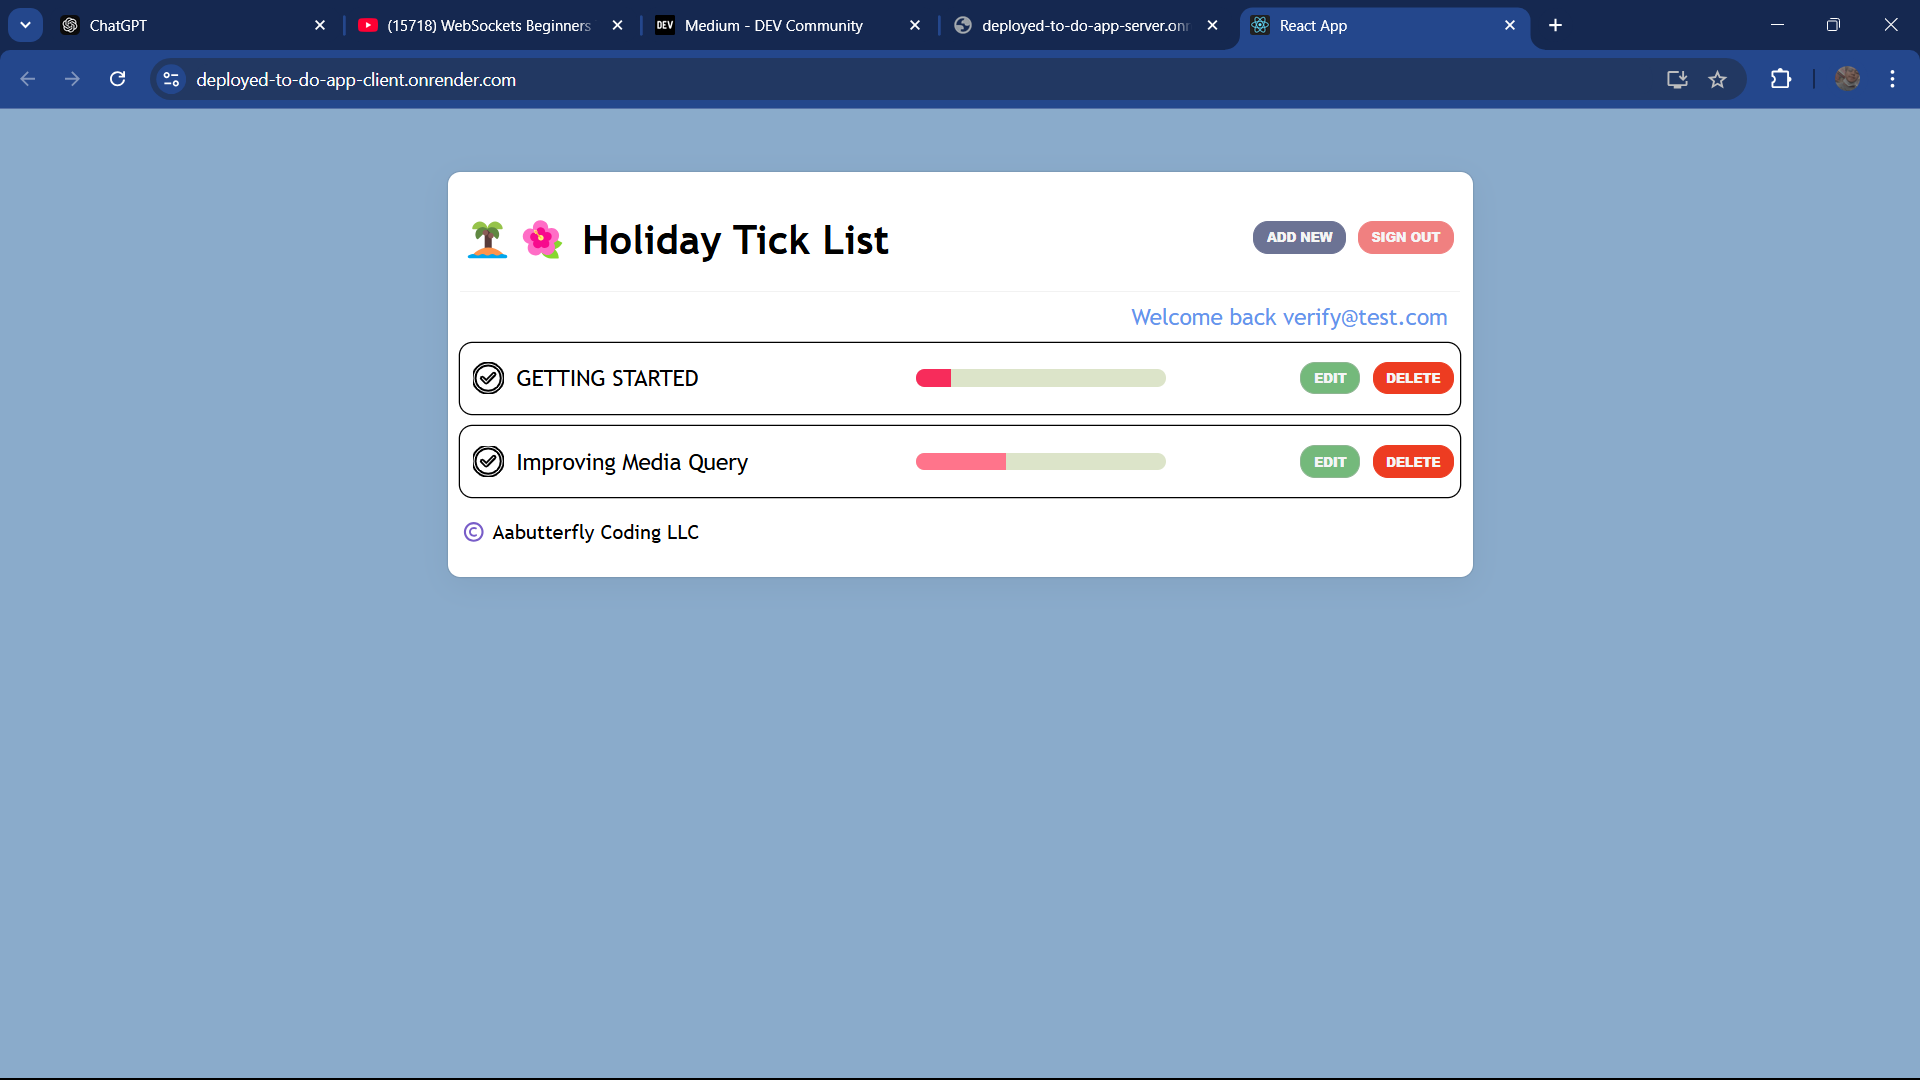 ChatGPT
(15718) WebSockets Beginners
DEV Medium - DEV Community
deployed-to-do-app-server.onr
React App
deployed-to-do-app-client.onrender.com
Holiday Tick List
ADD NEW
SIGN OUT
Welcome back verify@test.com
GETTING STARTED
EDIT
DELETE
Improving Media Query
EDIT
DELETE
© Aabutterfly Coding LLC